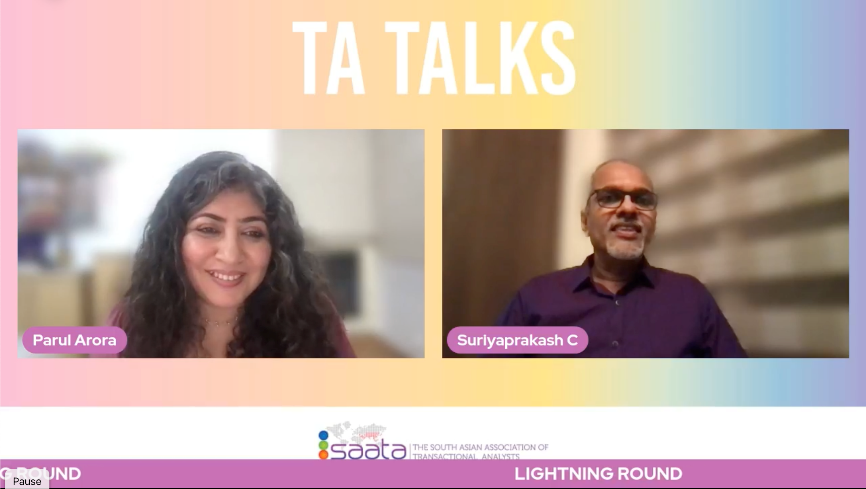 TA TALKS
Parul Arora
Suriyaprakash C
saata
THE SOUTH ASIAN ASSOCIATION OF
TRANSACTIONAL ANALYSTS
G ROUND
LIGHTNING ROUND
Pause